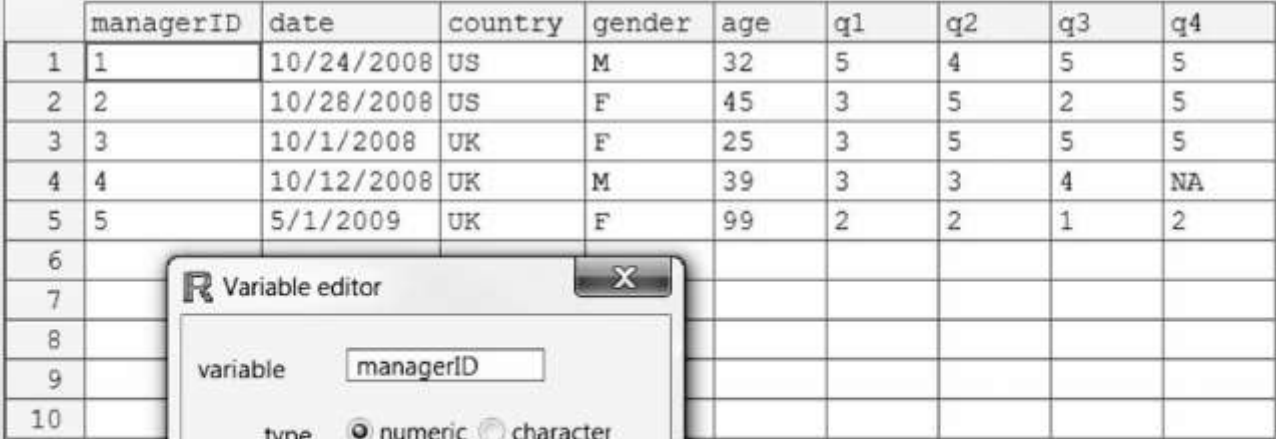 managerID date country gender age q1 q2 q3 q4
1 1 10/24/2008 US M 32 5 4 5 5
2 2 10/28/2008 US F 45 3 5 2 5
3 3 10/1/2008 UK F 25 3 5 5 5
4 4 10/12/2008 UK M 39 3 3 4 NA
5 5 5/1/2009 UK F 99 2 2 1 2
6
R Variable editor X
7
8
variable managerID
9
10
type numeric character